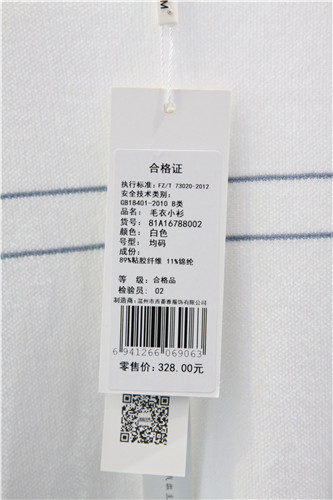 合格证
执行标准: FZ/T 73020-2012
安全技术类别:
GB18401-2010 B类
品名: 毛衣小衫
货号: 81A16788002
颜色: 白色
号型: 均码
成份:
89%粘胶纤维 11%锦纶
等 级: 合格品
检验员: 02
6 941266 069063
零售价: 328.00元